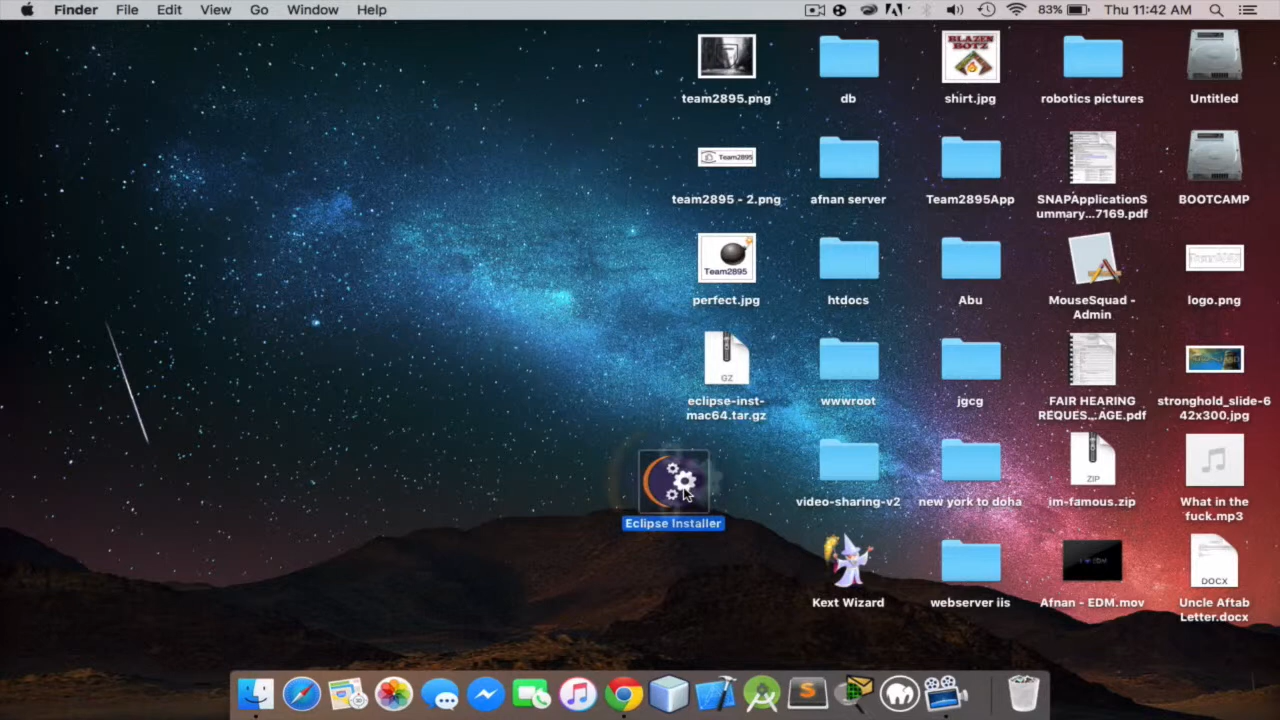 Finder File Edit View Go Window Help 83% Thu 11:42 AM
team2895.png db shirt.jpg robotics pictures Untitled
BLAZEN
BOTZ
Team2895
team2895 - 2.png afnan server Team2895App SNAPApplicationS BOOTCAMP
ummary...7169.pdf
Team2895
perfect.jpg htdocs Abu MouseSquad - logo.png
Admin
GZ
eclipse-inst- wwwroot jgcg FAIR HEARING stronghold_slide-6
mac64.tar.gz REQUES...AGE.pdf 42x300.jpg
ZIP
video-sharing-v2 new york to doha im-famous.zip What in the
fuck.mp3
Eclipse Installer
DOCX
Kext Wizard webserver iis Afnan - EDM.mov Uncle Aftab
Letter.docx
S